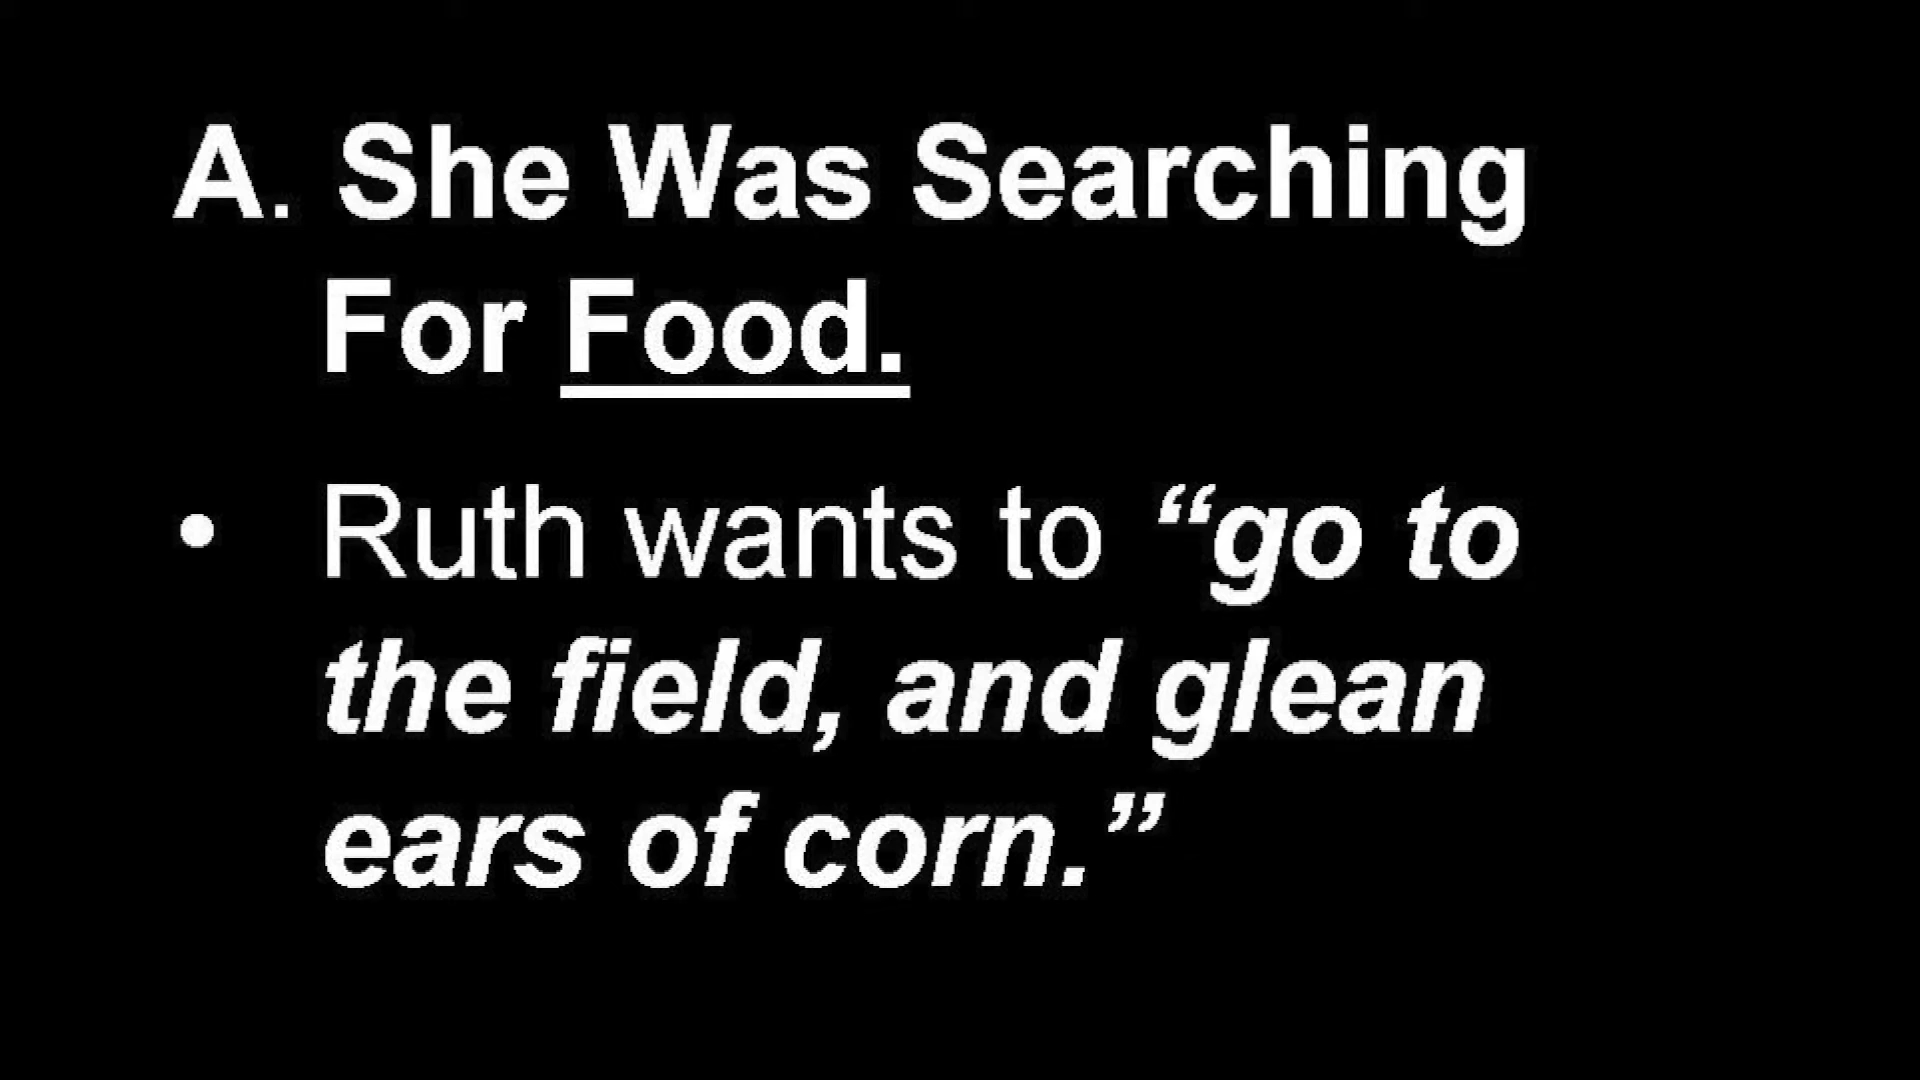 A. She Was Searching
For Food.
• Ruth wants to “go to
the field, and glean
ears of corn.”